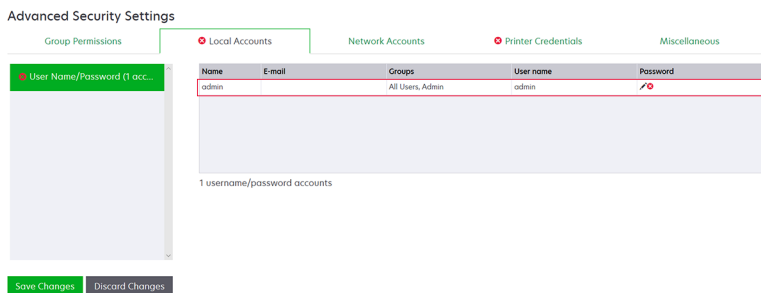 Advanced Security Settings
Group Permissions Local Accounts Network Accounts Printer Credentials Miscellaneous
User Name/Password (1 acc...
Name E-mail Groups User name Password
admin All Users, Admin admin
1 username/password accounts
Save Changes Discard Changes